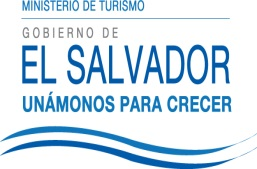 MINISTERIO DE TURISMO
GOBIERNO DE
EL SALVADOR
UNÁMONOS PARA CRECER